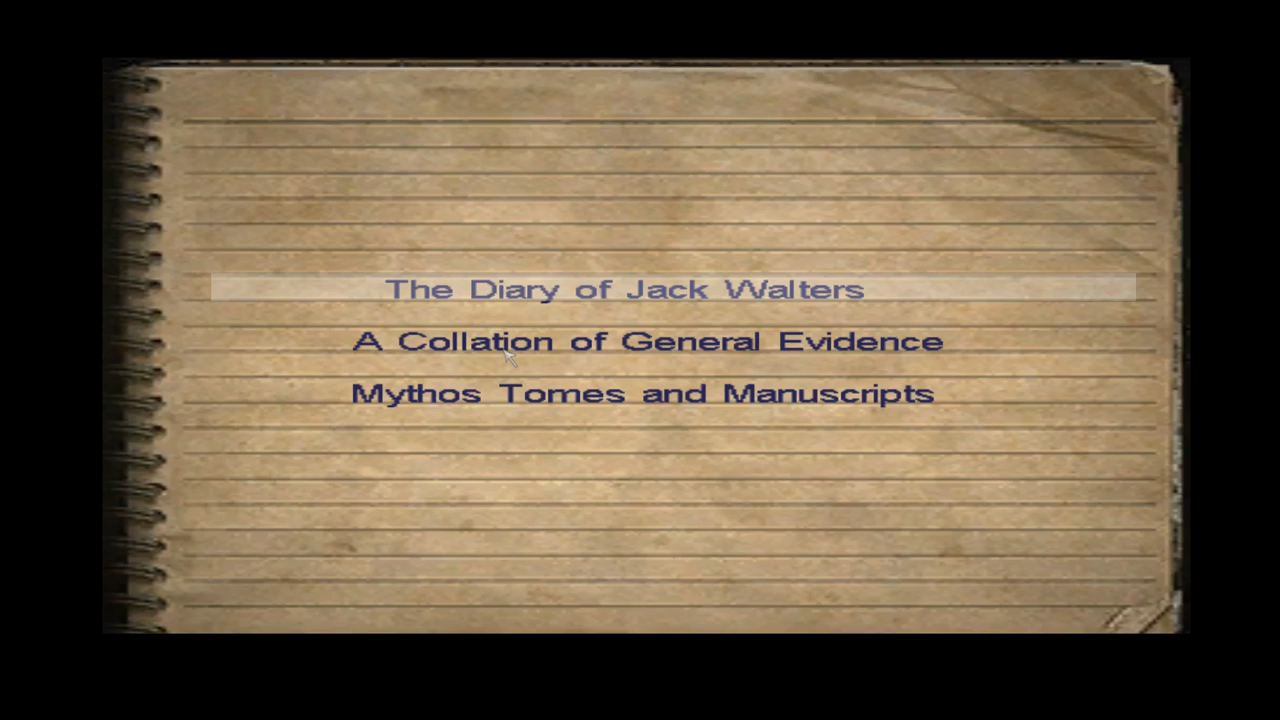 The Diary of Jack Walters
A Collation of General Evidence
Mythos Tomes and Manuscripts